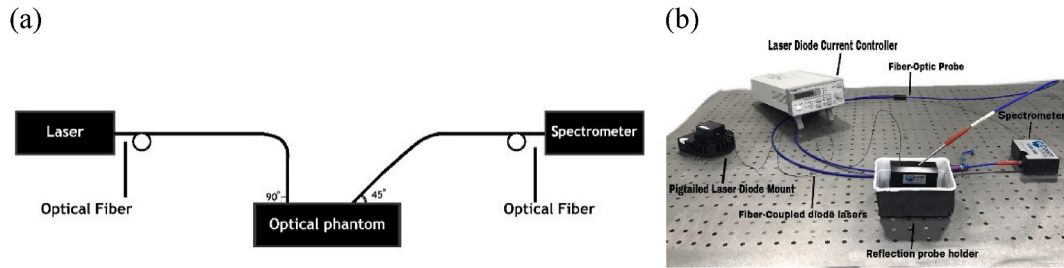 (a)
Laser
Spectrometer
Optical Fiber
90°
45°
Optical Fiber
Optical phantom
(b)
Laser Diode Current Controller
Fiber-Optic Probe
Spectrometer
Pigtailed Laser Diode Mount
Fiber-Coupled diode lasers
Reflection probe holder